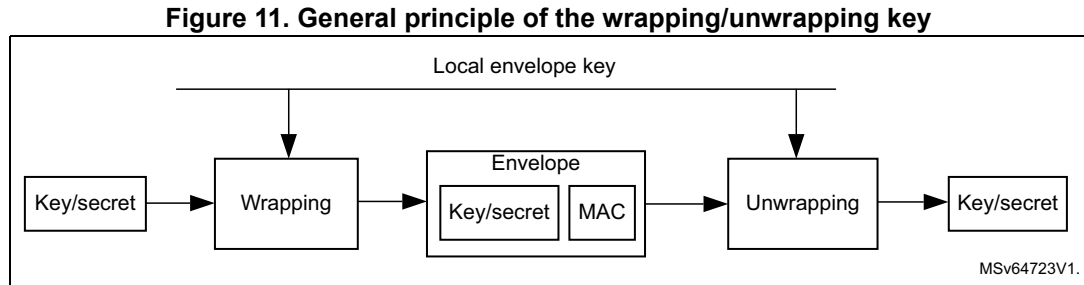 Figure 11. General principle of the wrapping/unwrapping key
Local envelope key
Envelope
Key/secret
Wrapping
Key/secret
MAC
Unwrapping
Key/secret
MSv64723V1.